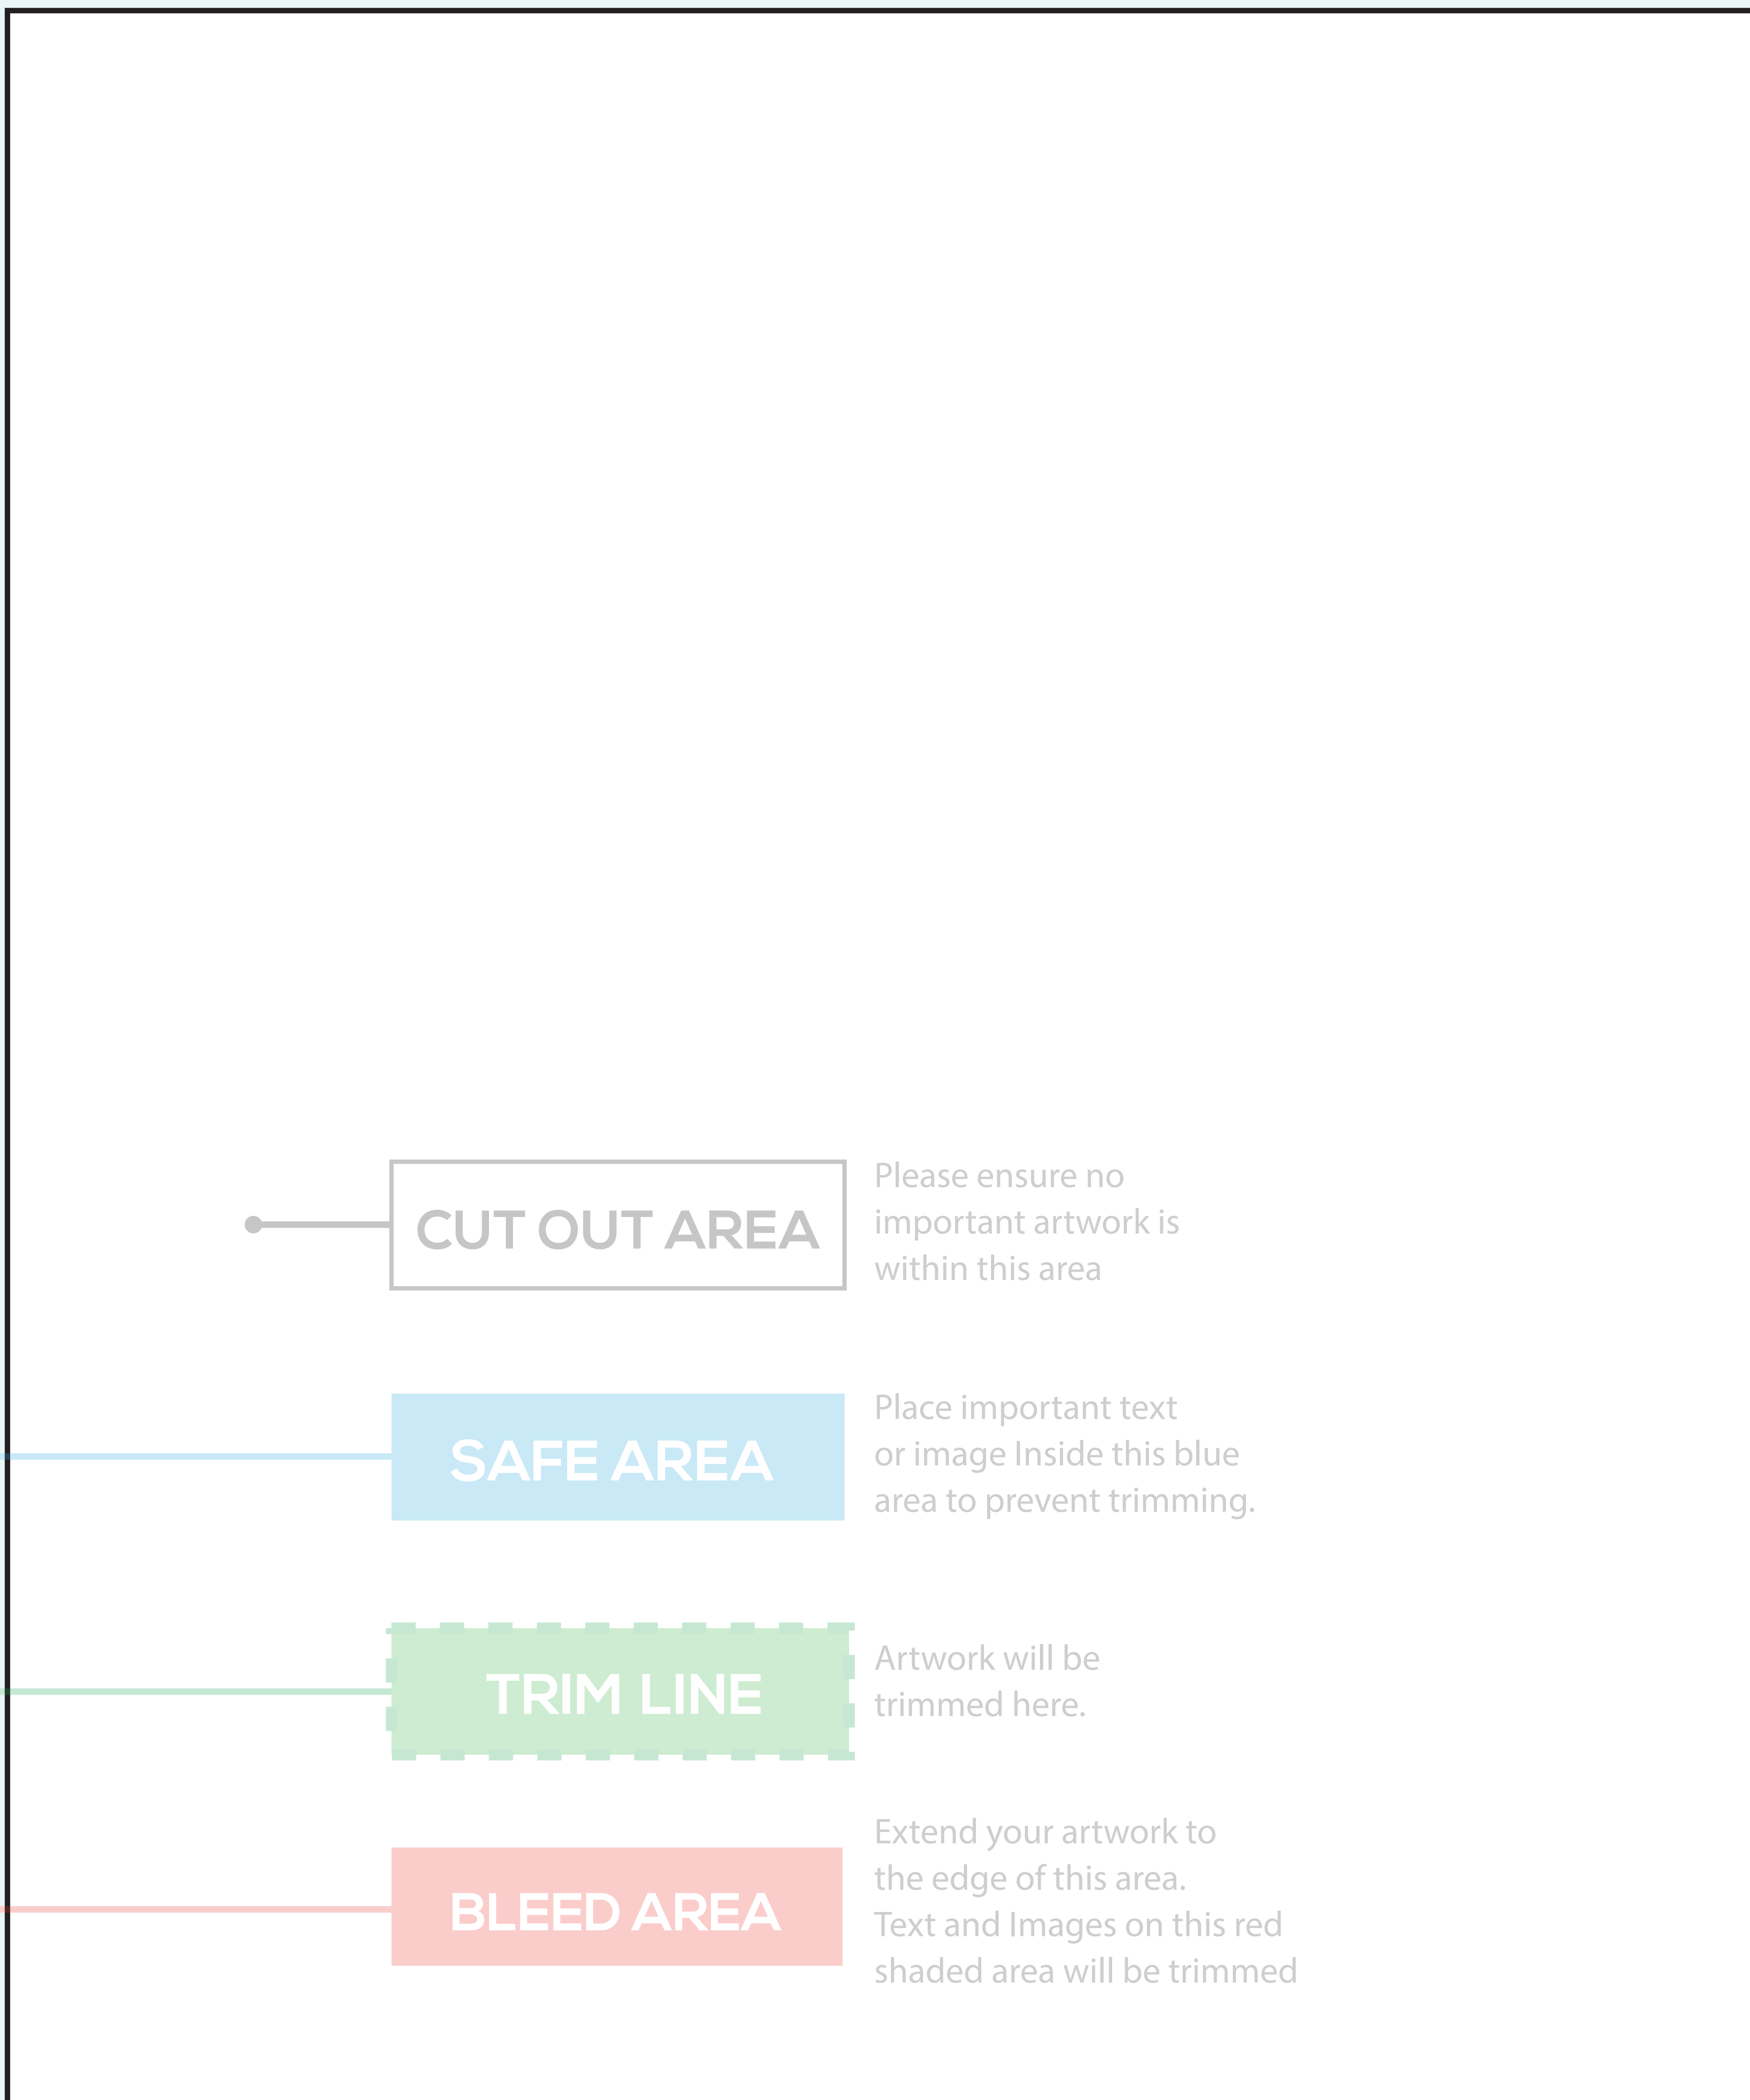 CUT OUT AREA
Please ensure no
important artwork is
within this area
SAFE AREA
Place important text
or image Inside this blue
area to prevent trimming.
TRIM LINE
Artwork will be
trimmed here.
BLEED AREA
Extend your artwork to
the edge of this area.
Text and Images on this red
shaded area will be trimmed